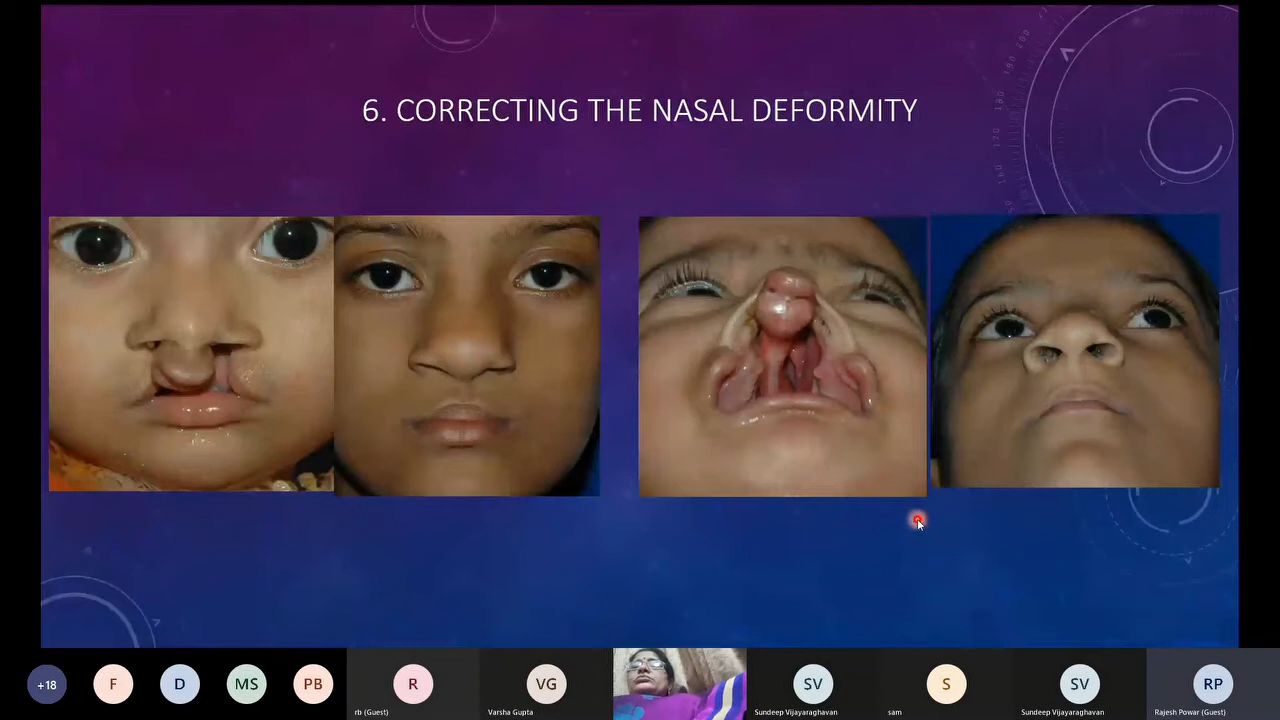 6. CORRECTING THE NASAL DEFORMITY
+18
F
D
MS
PB
R
VG
SV
S
SV
RP
rb (Guest)
Varsha Gupta
Sundeep Vijayaraghavan
sam
Sundeep Vijayaraghavan
Rajesh Powar (Guest)